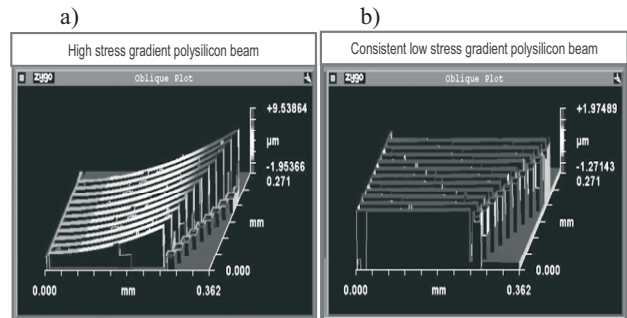 a)
High stress gradient polysilicon beam
zygo
Oblique Plot
+9.53864
µm
-1.95366
0.271
mm
0.000
0.000
mm
0.362
b)
Consistent low stress gradient polysilicon beam
zygo
Oblique Plot
+1.97489
µm
-1.27143
0.271
mm
0.000
0.000
mm
0.362